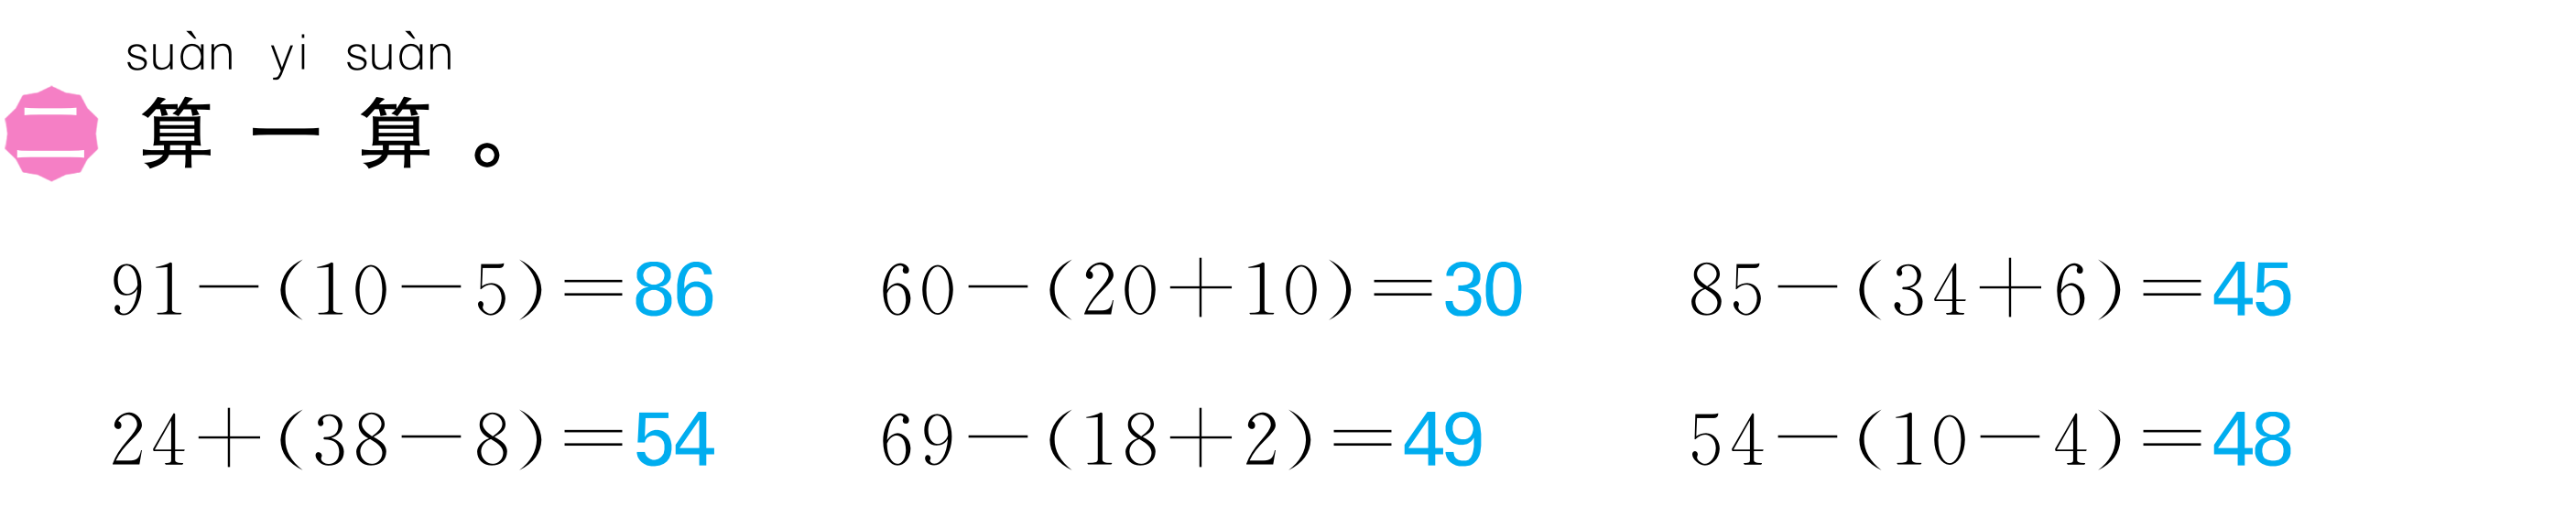 suàn yi suàn
二 算一算。
91－(10－5)＝86 60－(20＋10)＝30 85－(34＋6)＝45
24＋(38－8)＝54 69－(18＋2)＝49 54－(10－4)＝48